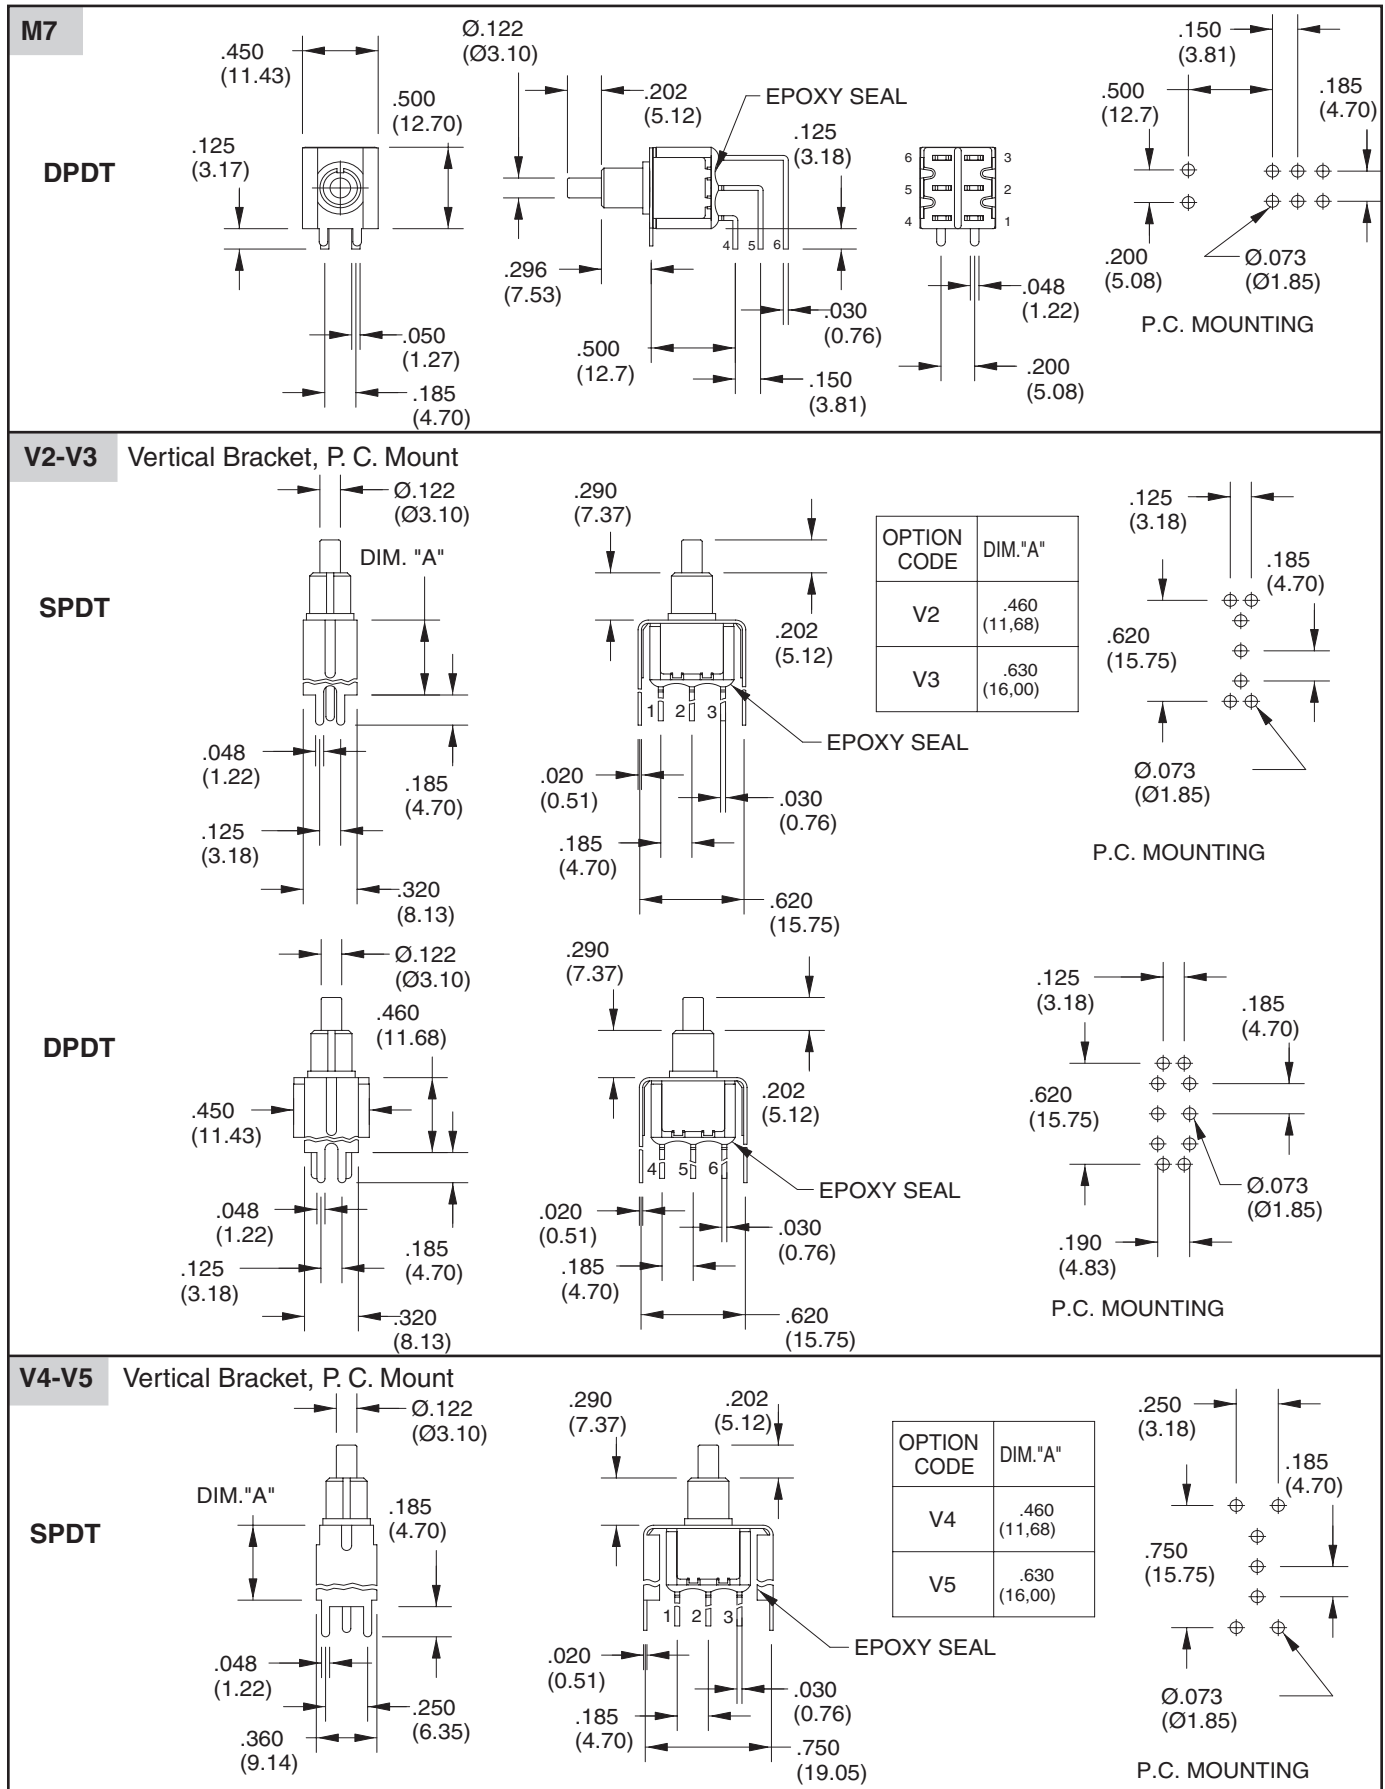 M7
DPDT
.450
(11.43)
.500
(12.70)
.125
(3.17)
.050
(1.27)
.185
(4.70)
Ø.122
(Ø3.10)
.202
(5.12)
EPOXY SEAL
.125
(3.18)
4 5 6
.296
(7.53)
.030
(0.76)
.500
(12.7)
.150
(3.81)
6 3
5 2
4 1
.048
(1.22)
.200
(5.08)
.150
(3.81)
.500
(12.7)
.185
(4.70)
.200
(5.08)
Ø.073
(Ø1.85)
P.C. MOUNTING
V2-V3 Vertical Bracket, P. C. Mount
SPDT
Ø.122
(Ø3.10)
DIM. "A"
.048
(1.22)
.185
(4.70)
.125
(3.18)
.320
(8.13)
.290
(7.37)
.202
(5.12)
1 2 3
EPOXY SEAL
.020
(0.51)
.030
(0.76)
.185
(4.70)
.620
(15.75)
OPTION CODE DIM."A"
V2 .460 (11,68)
V3 .630 (16,00)
.125
(3.18)
.185
(4.70)
.620
(15.75)
Ø.073
(Ø1.85)
P.C. MOUNTING
DPDT
Ø.122
(Ø3.10)
.460
(11.68)
.450
(11.43)
.048
(1.22)
.185
(4.70)
.125
(3.18)
.320
(8.13)
.290
(7.37)
.202
(5.12)
4 5 6
EPOXY SEAL
.020
(0.51)
.030
(0.76)
.185
(4.70)
.620
(15.75)
.125
(3.18)
.185
(4.70)
.620
(15.75)
Ø.073
(Ø1.85)
.190
(4.83)
P.C. MOUNTING
V4-V5 Vertical Bracket, P. C. Mount
SPDT
Ø.122
(Ø3.10)
DIM."A"
.185
(4.70)
.048
(1.22)
.250
(6.35)
.360
(9.14)
.290
(7.37)
.202
(5.12)
1 2 3
EPOXY SEAL
.020
(0.51)
.030
(0.76)
.185
(4.70)
.750
(19.05)
OPTION CODE DIM."A"
V4 .460 (11,68)
V5 .630 (16,00)
.250
(3.18)
.185
(4.70)
.750
(15.75)
Ø.073
(Ø1.85)
P.C. MOUNTING